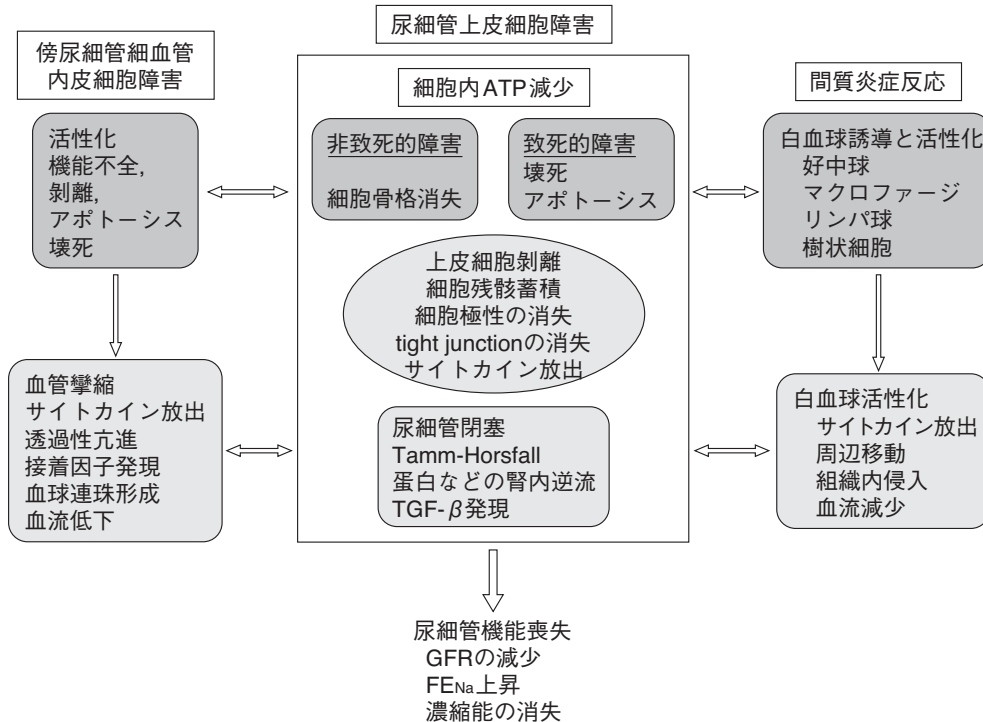 尿細管上皮細胞障害
傍尿細管細血管
内皮細胞障害
活性化
機能不全,
剝離,
アポトーシス
壊死
血管攣縮
サイトカイン放出
透過性亢進
接着因子発現
血球連珠形成
血流低下
細胞内ATP減少
非致死的障害
細胞骨格消失
致死的障害
壊死
アポトーシス
上皮細胞剝離
細胞残骸蓄積
細胞極性の消失
tight junctionの消失
サイトカイン放出
尿細管閉塞
Tamm-Horsfall
蛋白などの腎内逆流
TGF-β発現
間質炎症反応
白血球誘導と活性化
好中球
マクロファージ
リンパ球
樹状細胞
白血球活性化
サイトカイン放出
周辺移動
組織内侵入
血流減少
尿細管機能喪失
GFRの減少
FENa上昇
濃縮能の消失